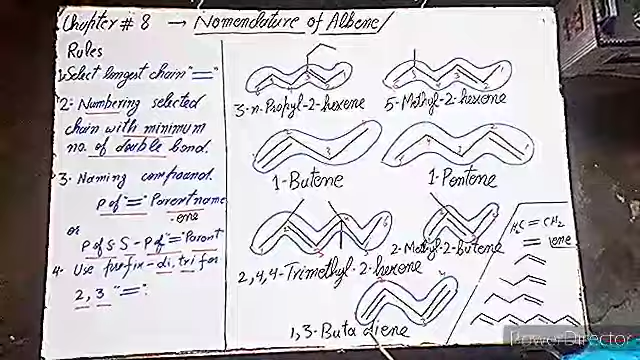 Chapter # 8 → Nomenclature of Alkene/
Rules
1. Select longest chain "="
2. Numbering selected
chain with minimum
no. of double bond.
3. Naming compound.
P of "=" Parent name
-ene
or
P of S S - P of "=" Parent
4. Use prefix - di, tri for
2, 3 "=".
3-n-Propyl-2-hexene
5-Methyl-2-hexene
1-Butene
1-Pentene
2,4,4-Trimethyl-2-hexene
2-Methyl-2-butene
1,3-Buta diene
H₂C=CH₂
= ene
PowerDirector